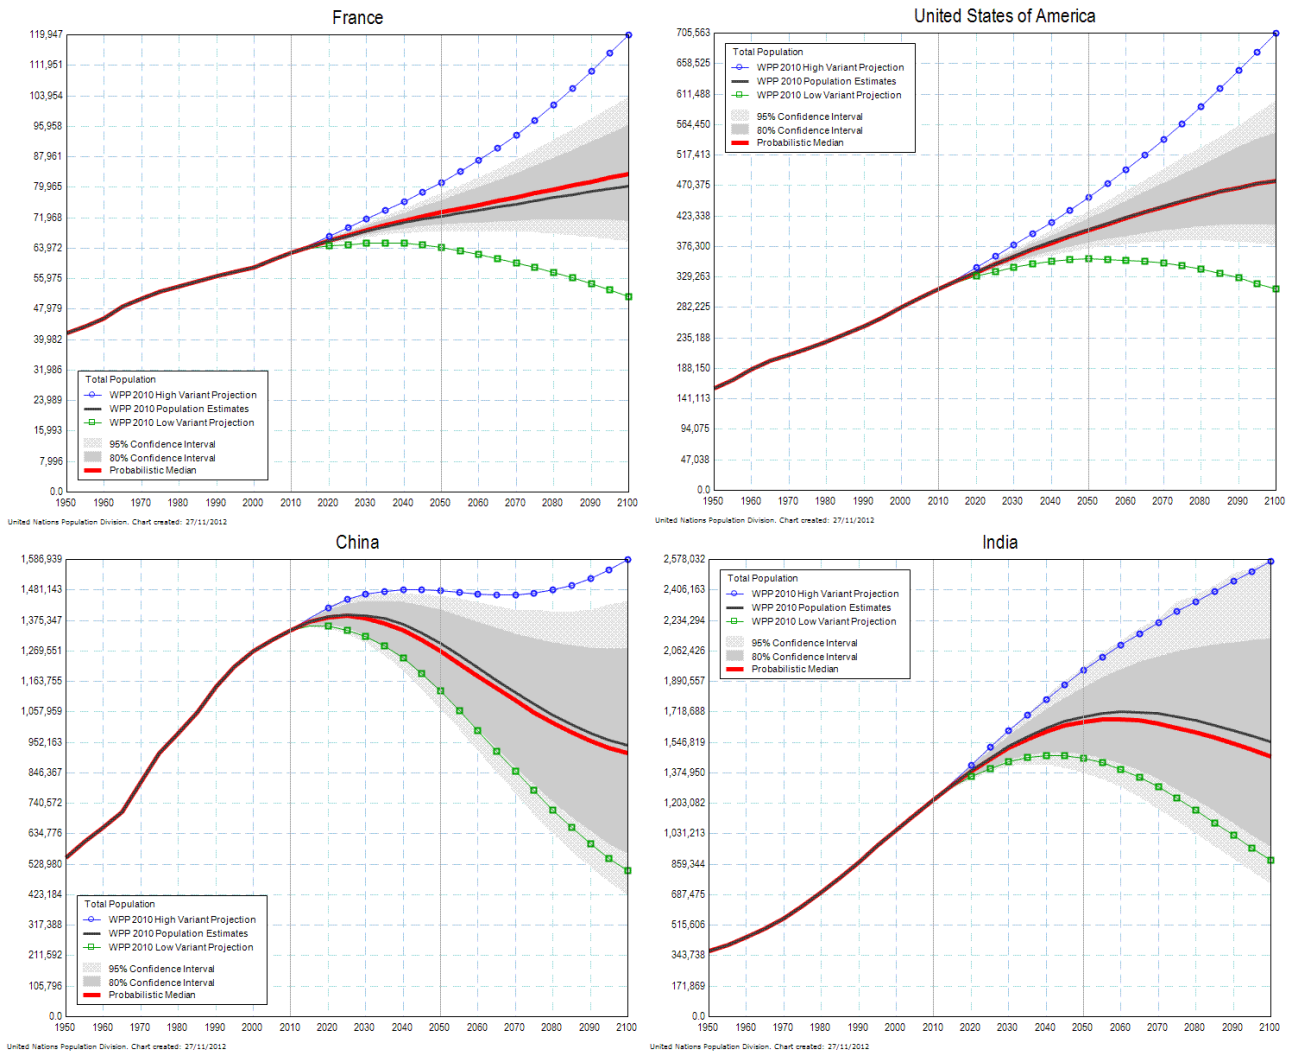 France
119,947
111,951
103,954
95,958
87,961
79,965
71,968
63,972
55,975
47,979
39,982
31,986
23,989
15,993
7,996
0.0
Total Population
WPP 2010 High Variant Projection
WPP 2010 Population Estimates
WPP 2010 Low Variant Projection
95% Confidence Interval
80% Confidence Interval
Probabilistic Median
1950 1960 1970 1980 1990 2000 2010 2020 2030 2040 2050 2060 2070 2080 2090 2100
United Nations Population Division. Chart created: 27/11/2012
United States of America
705,563
658,525
611,488
564,450
517,413
470,375
423,338
376,300
329,263
282,225
235,188
188,150
141,113
94,075
47,038
0.0
Total Population
WPP 2010 High Variant Projection
WPP 2010 Population Estimates
WPP 2010 Low Variant Projection
95% Confidence Interval
80% Confidence Interval
Probabilistic Median
1950 1960 1970 1980 1990 2000 2010 2020 2030 2040 2050 2060 2070 2080 2090 2100
United Nations Population Division. Chart created: 27/11/2012
China
1,586,939
1,481,143
1,375,347
1,269,551
1,163,755
1,057,959
952,163
846,367
740,572
634,776
528,980
423,184
317,388
211,592
105,796
0.0
Total Population
WPP 2010 High Variant Projection
WPP 2010 Population Estimates
WPP 2010 Low Variant Projection
95% Confidence Interval
80% Confidence Interval
Probabilistic Median
1950 1960 1970 1980 1990 2000 2010 2020 2030 2040 2050 2060 2070 2080 2090 2100
United Nations Population Division. Chart created: 27/11/2012
India
2,578,032
2,406,163
2,234,294
2,062,426
1,890,557
1,718,688
1,546,819
1,374,950
1,203,082
1,031,213
859,344
687,475
515,606
343,738
171,869
0.0
Total Population
WPP 2010 High Variant Projection
WPP 2010 Population Estimates
WPP 2010 Low Variant Projection
95% Confidence Interval
80% Confidence Interval
Probabilistic Median
1950 1960 1970 1980 1990 2000 2010 2020 2030 2040 2050 2060 2070 2080 2090 2100
United Nations Population Division. Chart created: 27/11/2012